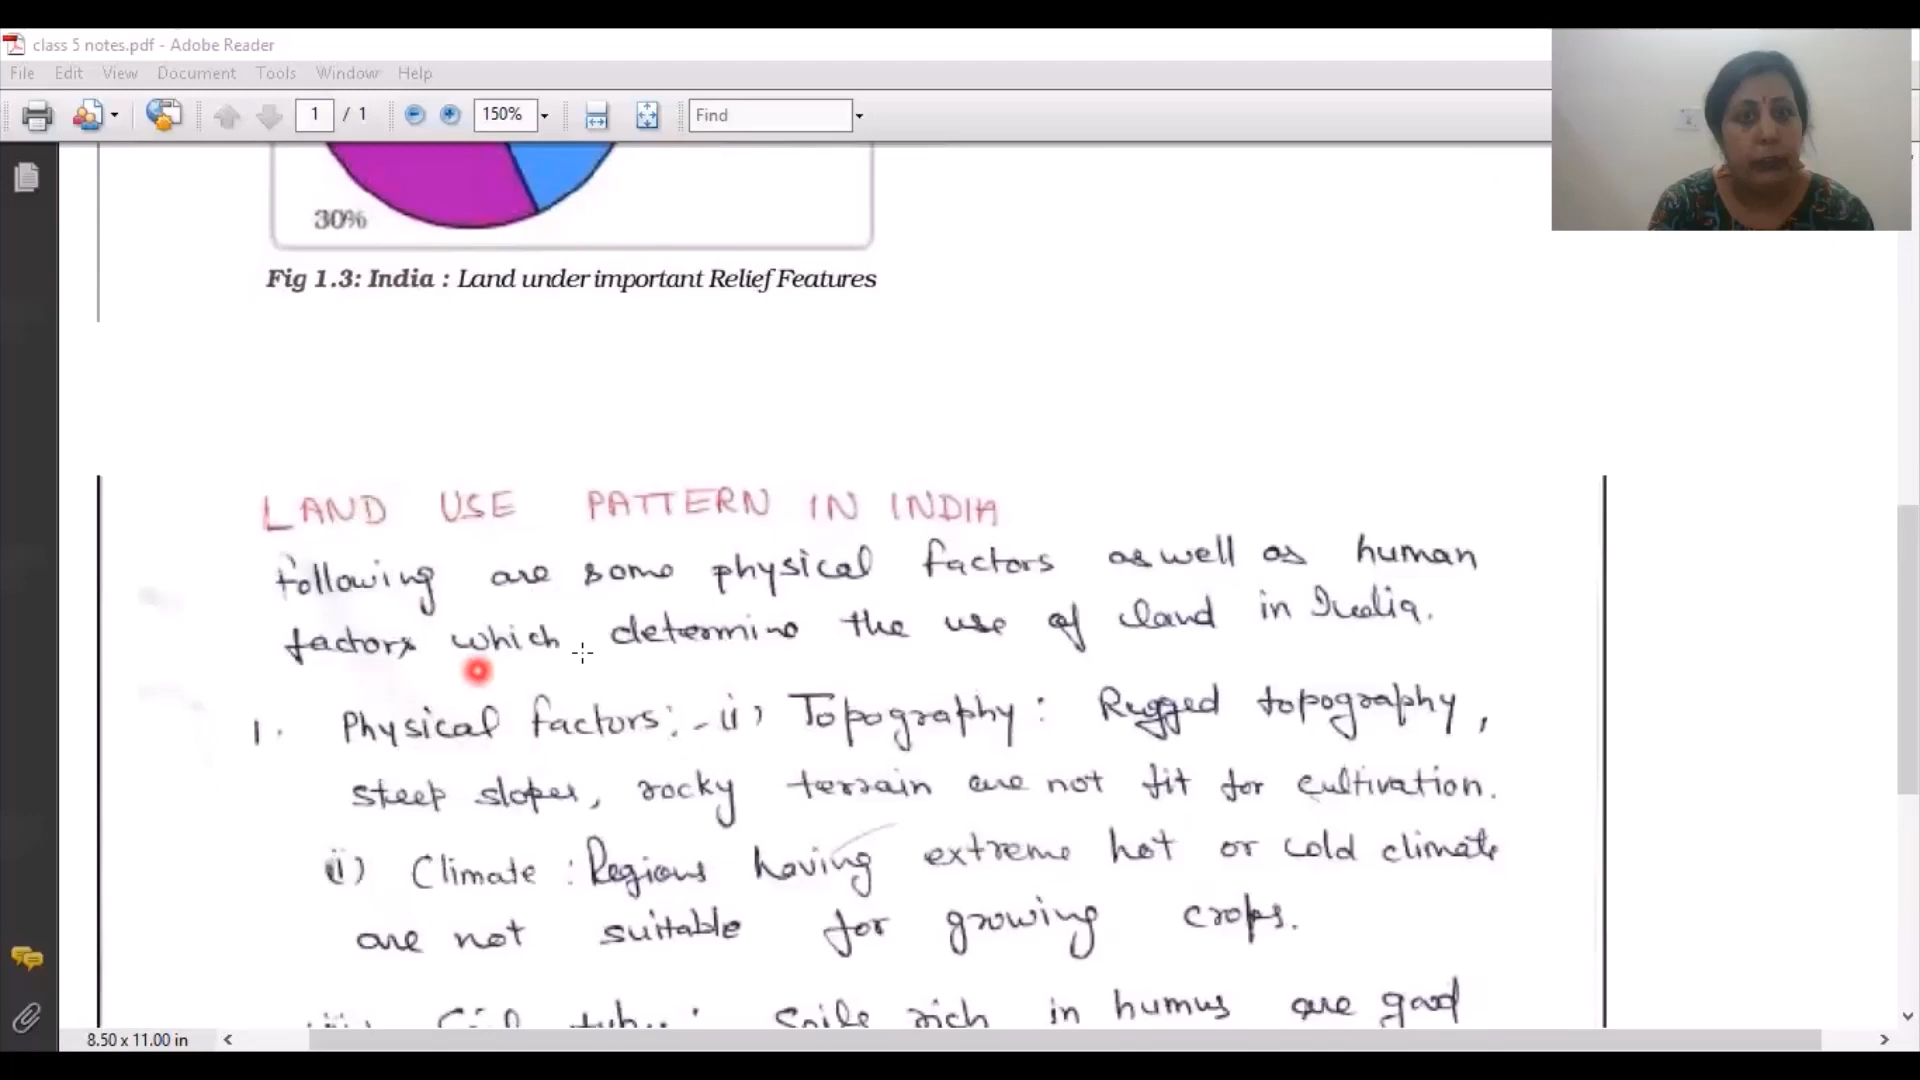 class 5 notes.pdf - Adobe Reader
File Edit View Document Tools Window Help
1 / 1 150% Find
30%
Fig 1.3: India : Land under important Relief Features
LAND USE PATTERN IN INDIA
Following are some physical factors as well as human
factors which determine the use of land in India.
1. Physical factors:- (i) Topography: Rugged topography,
steep slopes, rocky terrain are not fit for cultivation.
(ii) Climate: Regions having extreme hot or cold climate
are not suitable for growing crops.
iii) Soil type: Soils rich in humus are good
8.50 x 11.00 in